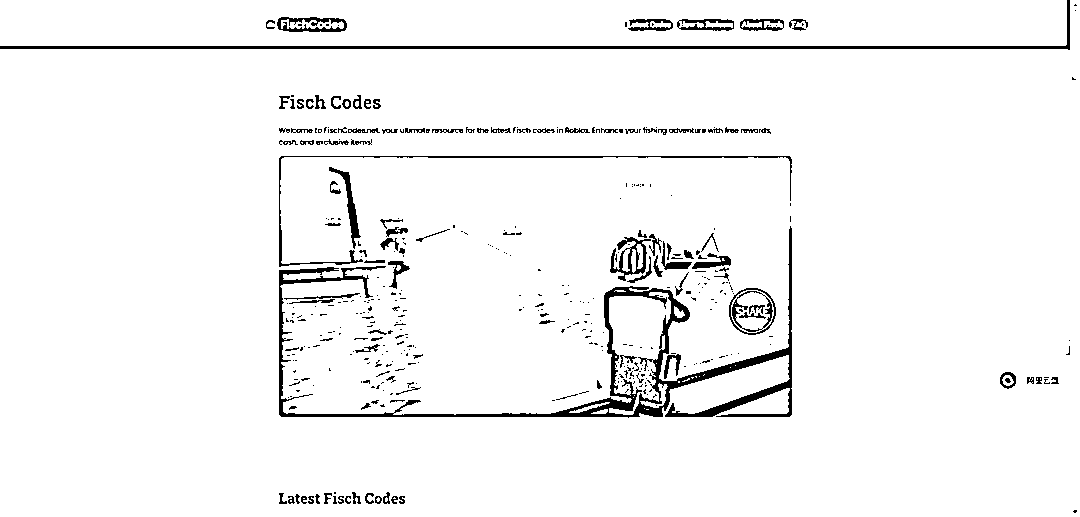 FischCodes
Latest Codes How to Redeem About Fisch FAQ
Fisch Codes
Welcome to FischCodes.net, your ultimate resource for the latest Fisch codes in Roblox. Enhance your fishing adventure with free rewards,
cash, and exclusive items!
SHAKE
阿里云盘
Latest Fisch Codes